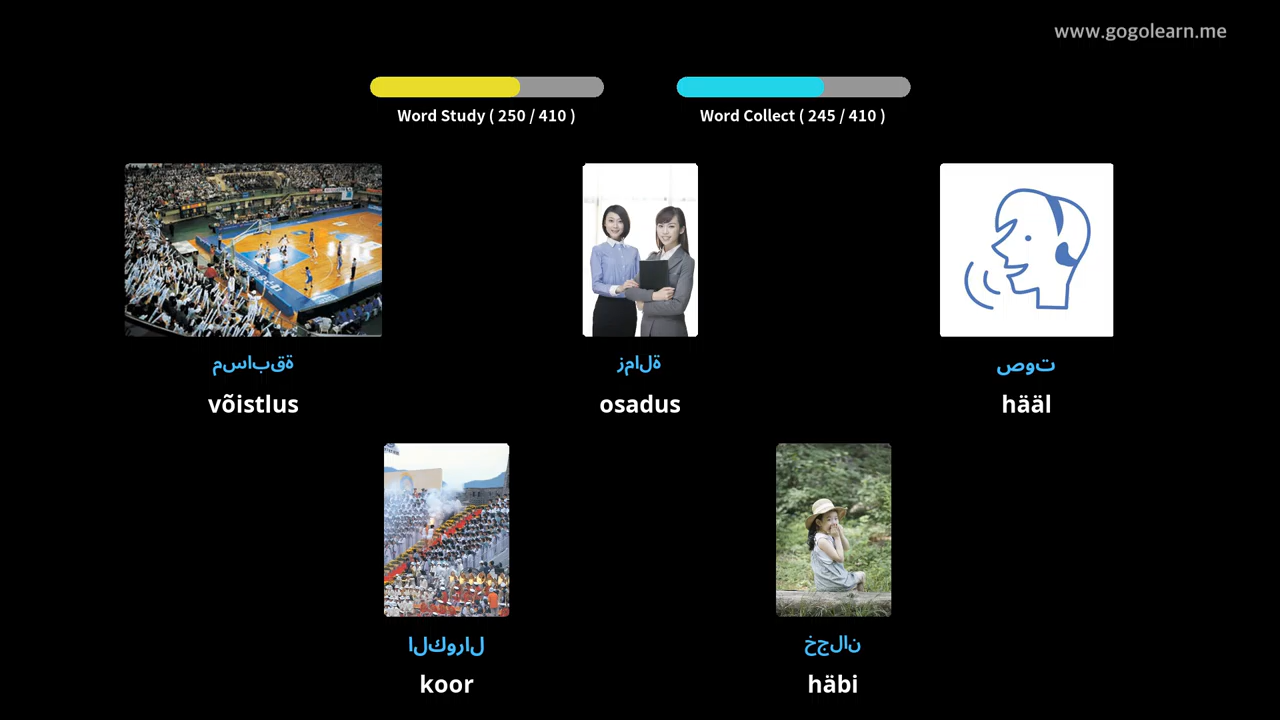 www.gogolearn.me
Word Study ( 250 / 410 )
Word Collect ( 245 / 410 )
مسابقة
võistlus
زمالة
osadus
صوت
hääl
الكورال
koor
خجلان
häbi